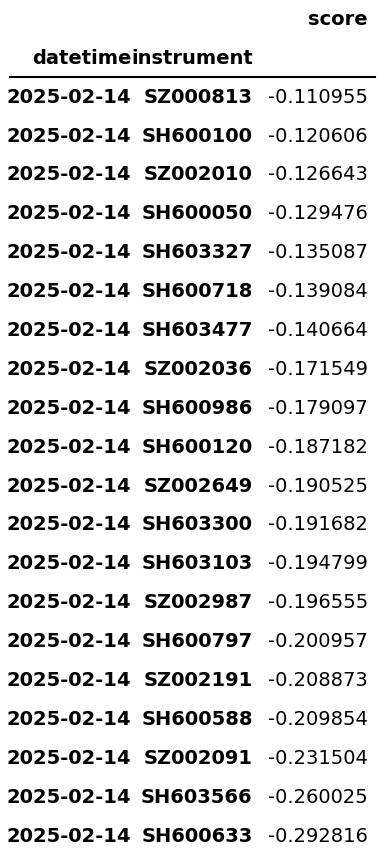 score
datetime instrument
2025-02-14 SZ000813 -0.110955
2025-02-14 SH600100 -0.120606
2025-02-14 SZ002010 -0.126643
2025-02-14 SH600050 -0.129476
2025-02-14 SH603327 -0.135087
2025-02-14 SH600718 -0.139084
2025-02-14 SH603477 -0.140664
2025-02-14 SZ002036 -0.171549
2025-02-14 SH600986 -0.179097
2025-02-14 SH600120 -0.187182
2025-02-14 SZ002649 -0.190525
2025-02-14 SH603300 -0.191682
2025-02-14 SH603103 -0.194799
2025-02-14 SZ002987 -0.196555
2025-02-14 SH600797 -0.200957
2025-02-14 SZ002191 -0.208873
2025-02-14 SH600588 -0.209854
2025-02-14 SZ002091 -0.231504
2025-02-14 SH603566 -0.260025
2025-02-14 SH600633 -0.292816